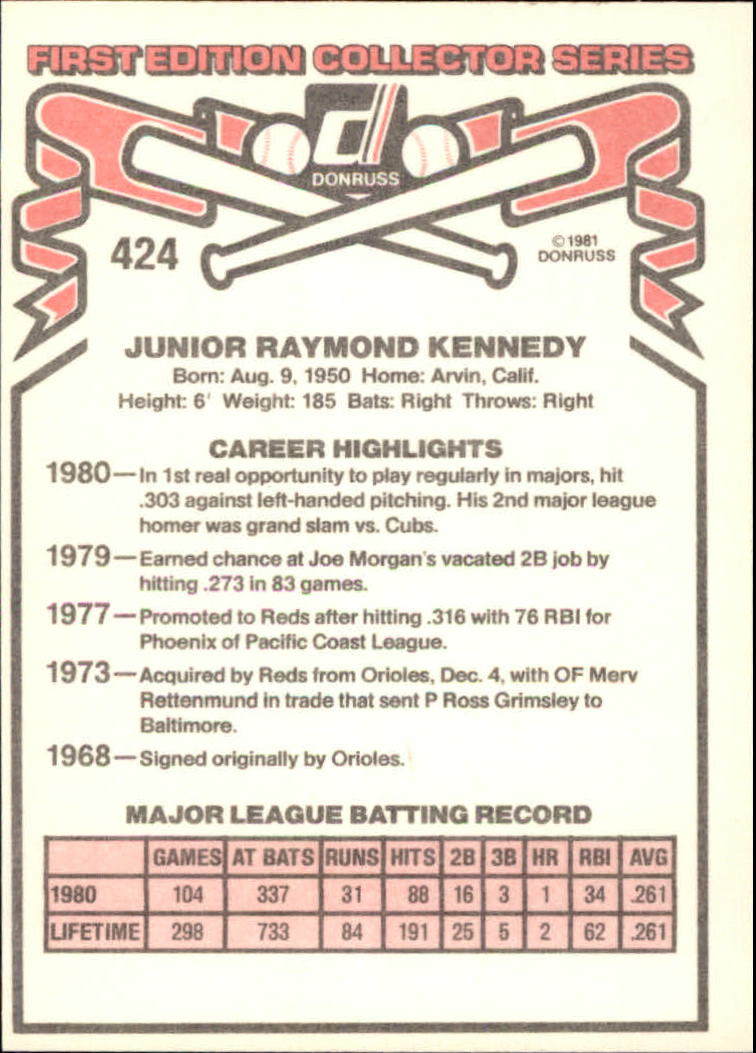 FIRST EDITION COLLECTOR SERIES
d
DONRUSS
424
© 1981
DONRUSS
JUNIOR RAYMOND KENNEDY
Born: Aug. 9, 1950 Home: Arvin, Calif.
Height: 6' Weight: 185 Bats: Right Throws: Right
CAREER HIGHLIGHTS
1980—In 1st real opportunity to play regularly in majors, hit
.303 against left-handed pitching. His 2nd major league
homer was grand slam vs. Cubs.
1979—Earned chance at Joe Morgan's vacated 2B job by
hitting .273 in 83 games.
1977—Promoted to Reds after hitting .316 with 76 RBI for
Phoenix of Pacific Coast League.
1973—Acquired by Reds from Orioles, Dec. 4, with OF Merv
Rettenmund in trade that sent P Ross Grimsley to
Baltimore.
1968—Signed originally by Orioles.
MAJOR LEAGUE BATTING RECORD
GAMES AT BATS RUNS HITS 2B 3B HR RBI AVG
1980 104 337 31 88 16 3 1 34 .261
LIFETIME 298 733 84 191 25 5 2 62 .261